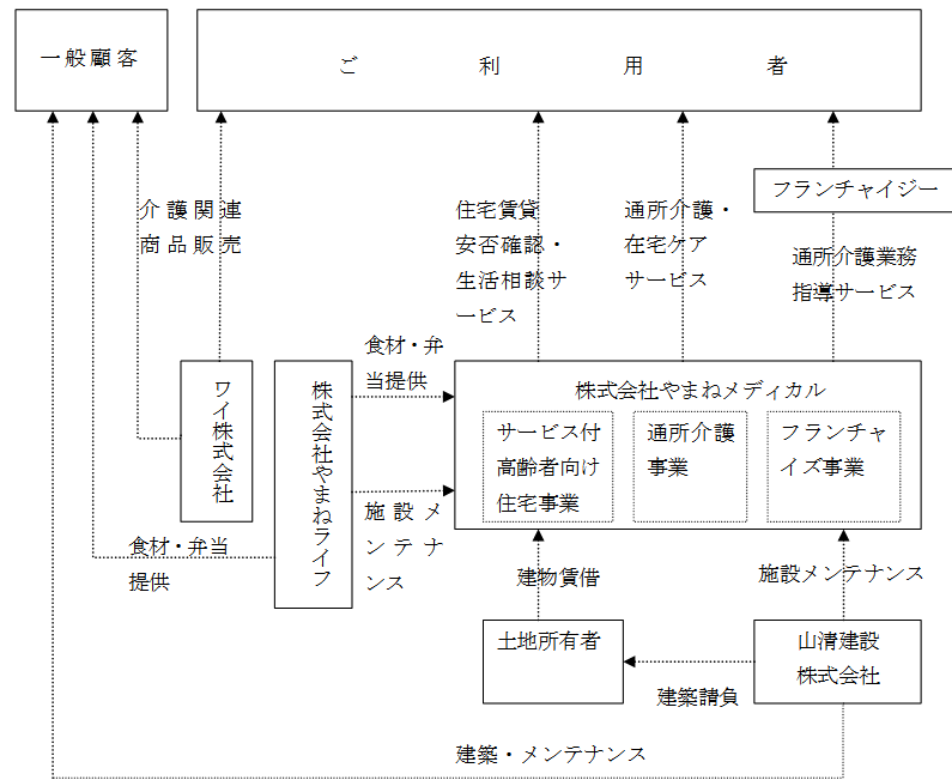 一般顧客
ご利用者
フランチャイジー
介護関連
商品販売
住宅賃貸
安否確認・
生活相談サ
ービス
通所介護・
在宅ケア
サービス
通所介護業務
指導サービス
食材・弁
当提供
ワイ株式会社
株式会社やまねライフ
株式会社やまねメディカル
サービス付
高齢者向け
住宅事業
通所介護
事業
フランチャ
イズ事業
施設メ
ンテナ
ンス
食材・弁当
提供
建物賃借
施設メンテナンス
土地所有者
山清建設
株式会社
建築請負
建築・メンテナンス